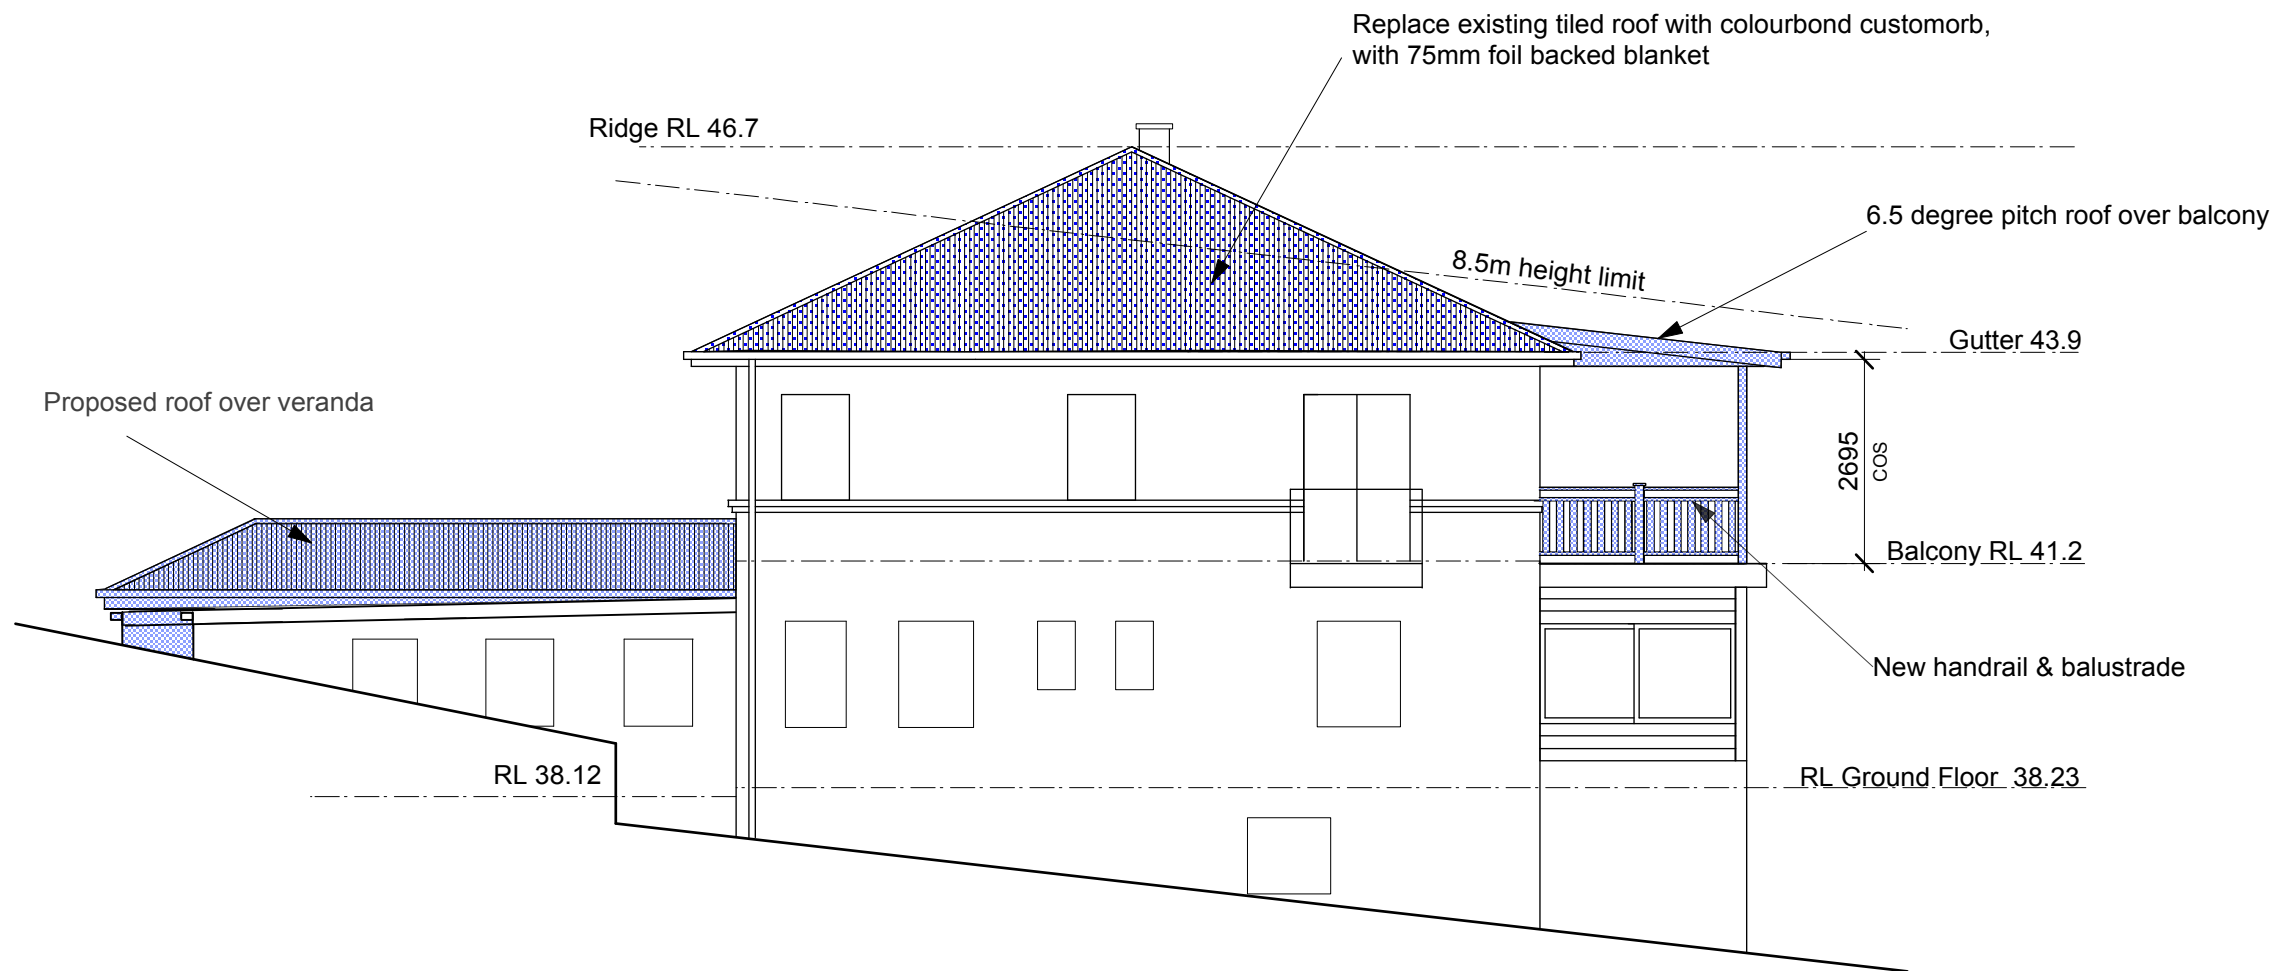 Replace existing tiled roof with colourbond customorb,
with 75mm foil backed blanket
Ridge RL 46.7
6.5 degree pitch roof over balcony
8.5m height limit
Gutter 43.9
Proposed roof over veranda
2695
COS
Balcony RL 41.2
New handrail & balustrade
RL 38.12
RL Ground Floor 38.23